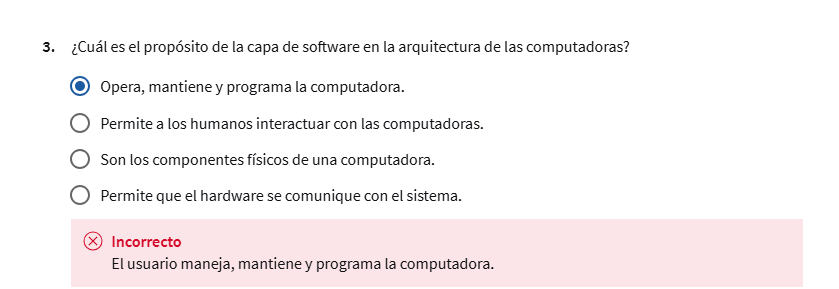 3. ¿Cuál es el propósito de la capa de software en la arquitectura de las computadoras?
Opera, mantiene y programa la computadora.
Permite a los humanos interactuar con las computadoras.
Son los componentes físicos de una computadora.
Permite que el hardware se comunique con el sistema.
Incorrecto
El usuario maneja, mantiene y programa la computadora.